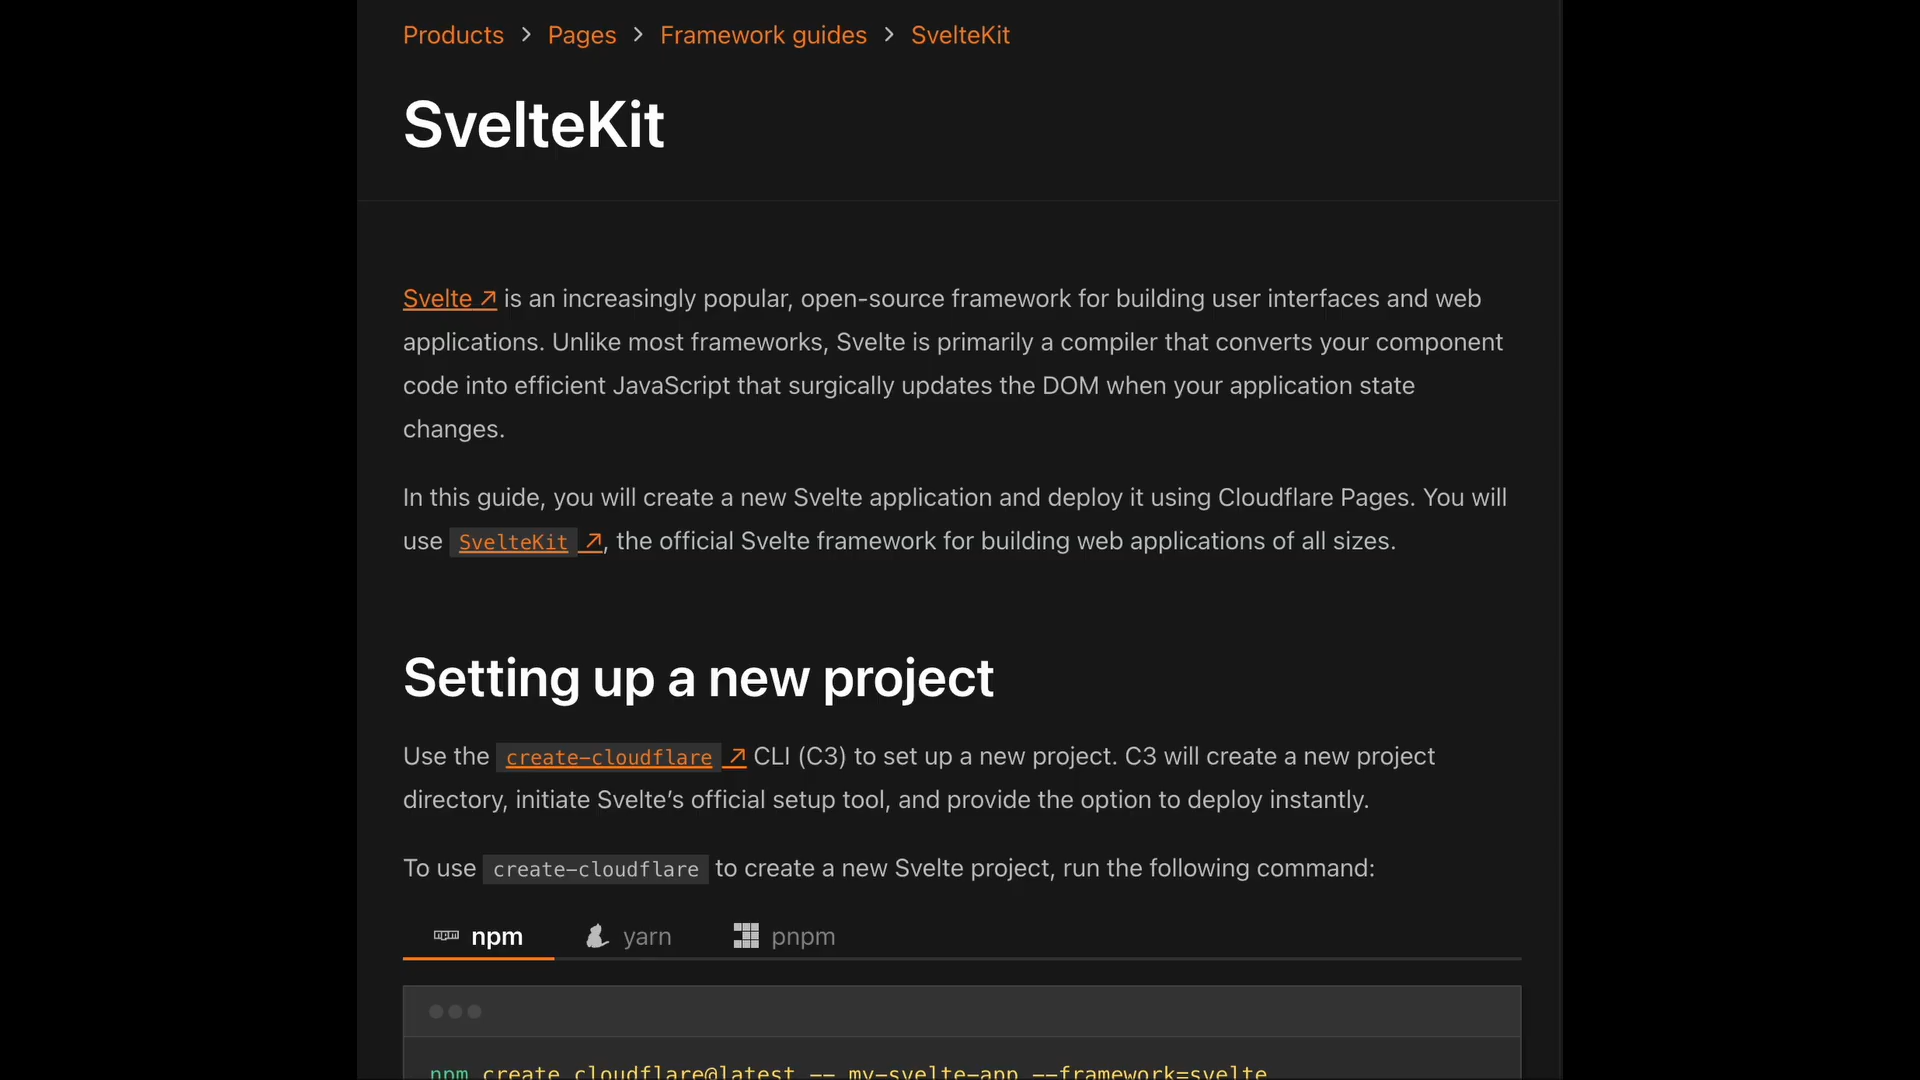 Products > Pages > Framework guides > SvelteKit
SvelteKit
Svelte ↗ is an increasingly popular, open-source framework for building user interfaces and web
applications. Unlike most frameworks, Svelte is primarily a compiler that converts your component
code into efficient JavaScript that surgically updates the DOM when your application state
changes.
In this guide, you will create a new Svelte application and deploy it using Cloudflare Pages. You will
use SvelteKit ↗, the official Svelte framework for building web applications of all sizes.
Setting up a new project
Use the create-cloudflare ↗ CLI (C3) to set up a new project. C3 will create a new project
directory, initiate Svelte’s official setup tool, and provide the option to deploy instantly.
To use create-cloudflare to create a new Svelte project, run the following command:
npm yarn pnpm
npm create cloudflare@latest -- my-svelte-app --framework=svelte